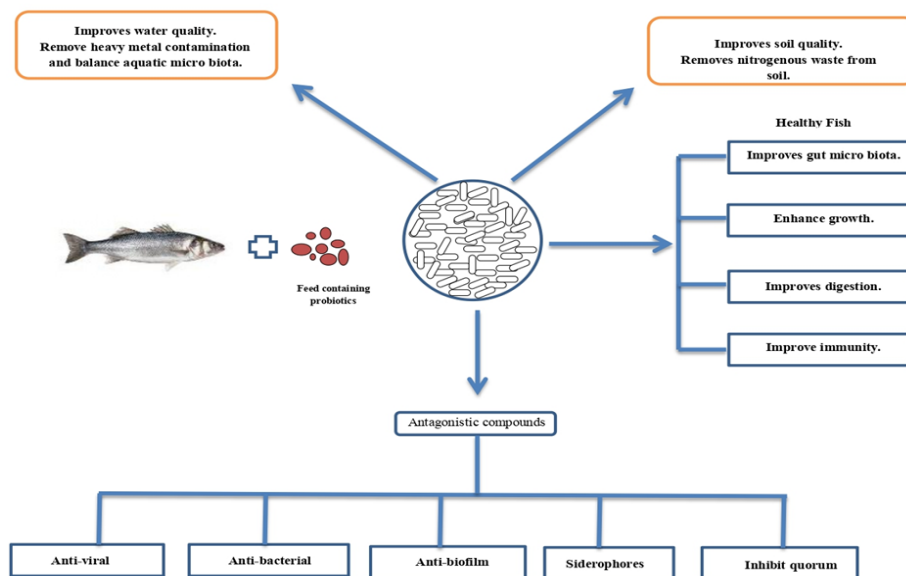 Improves water quality.
Remove heavy metal contamination
and balance aquatic micro biota.
Improves soil quality.
Removes nitrogenous waste from
soil.
Healthy Fish
Improves gut micro biota.
Enhance growth.
Improves digestion.
Improve immunity.
Feed containing
probiotics
Antagonistic compounds
Anti-viral
Anti-bacterial
Anti-biofilm
Siderophores
Inhibit quorum